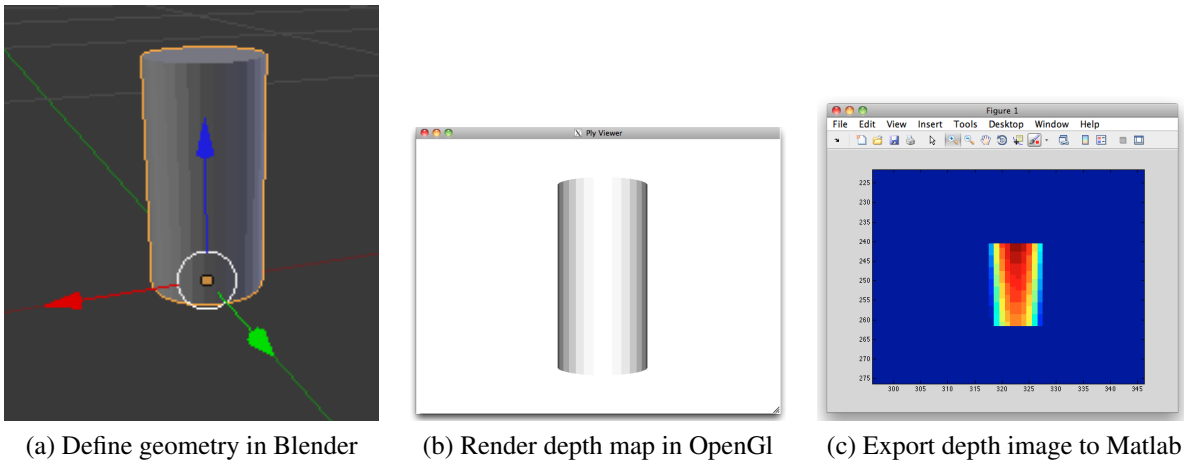 Ply Viewer
Figure 1
File Edit View Insert Tools Desktop Window Help
225
230
235
240
245
250
255
260
265
270
275
300 305 310 315 320 325 330 335 340 345
(a) Define geometry in Blender
(b) Render depth map in OpenGl
(c) Export depth image to Matlab